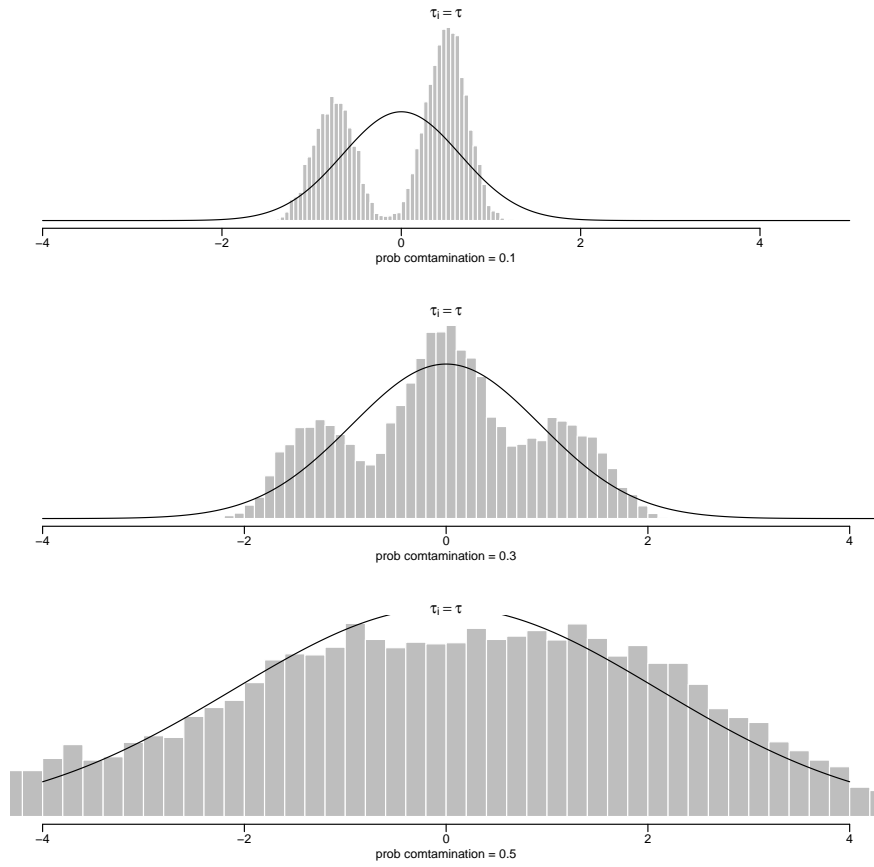 τi = τ
−4 −2 0 2 4
prob comtamination = 0.1
τi = τ
−4 −2 0 2 4
prob comtamination = 0.3
τi = τ
−4 −2 0 2 4
prob comtamination = 0.5